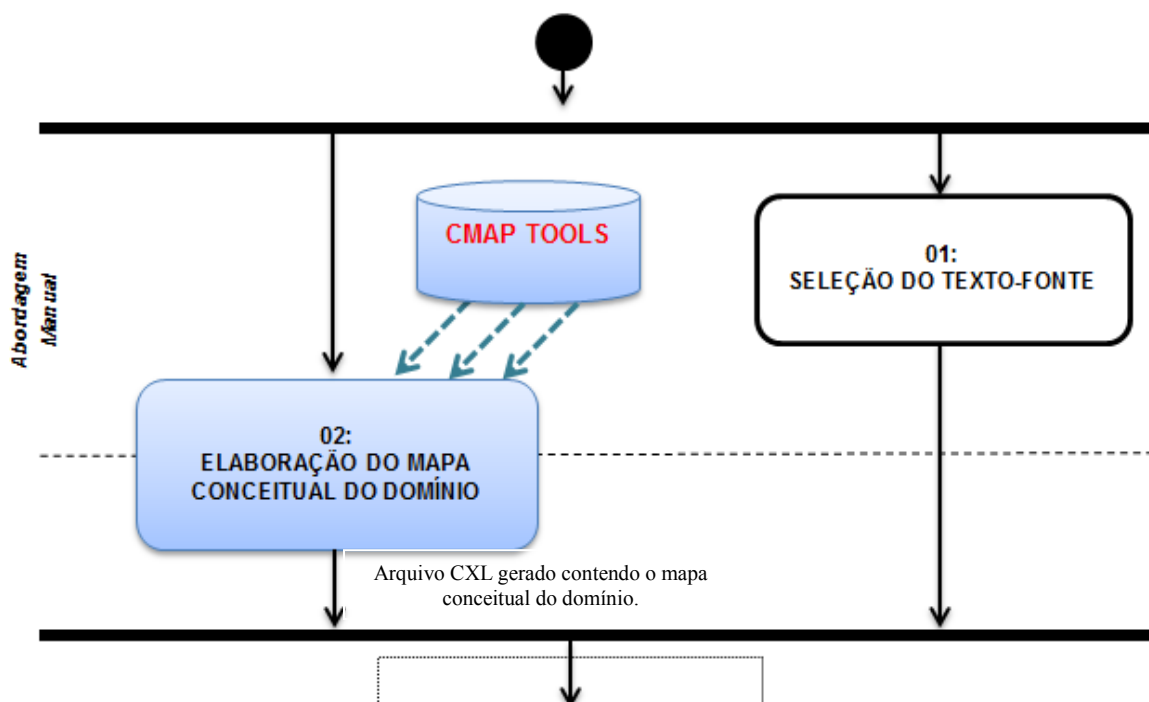 Abordagem
Manual
CMAP TOOLS
01:
SELEÇÃO DO TEXTO-FONTE
02:
ELABORAÇÃO DO MAPA
CONCEITUAL DO DOMÍNIO
Arquivo CXL gerado contendo o mapa
conceitual do domínio.